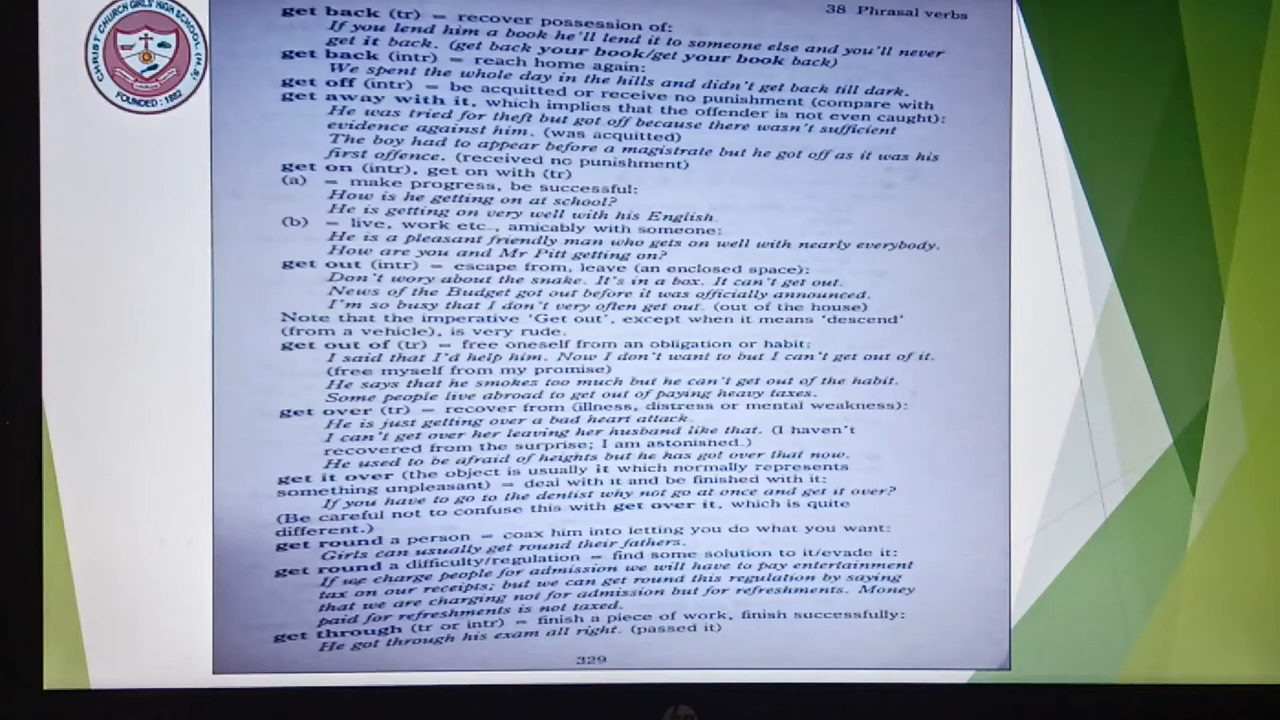 CHRIST CHURCH GIRLS' HIGH SCHOOL (H.S)
FOUNDED : 1882
38 Phrasal verbs
get back (tr) = recover possession of:
If you lend him a book he'll lend it to someone else and you'll never
get it back. (get back your book/get your book back)
get back (intr) = reach home again:
We spent the whole day in the hills and didn't get back till dark.
get off (intr) = be acquitted or receive no punishment (compare with
get away with it, which implies that the offender is not even caught):
He was tried for theft but got off because there wasn't sufficient
evidence against him. (was acquitted)
The boy had to appear before a magistrate but he got off as it was his
first offence. (received no punishment)
get on (intr), get on with (tr)
(a) = make progress, be successful:
How is he getting on at school?
He is getting on very well with his English.
(b) = live, work etc., amicably with someone:
He is a pleasant friendly man who gets on well with nearly everybody.
How are you and Mr Pitt getting on?
get out (intr) = escape from, leave (an enclosed space):
Don't worry about the snake. It's in a box. It can't get out.
News of the Budget got out before it was officially announced.
I'm so busy that I don't very often get out. (out of the house)
Note that the imperative 'Get out', except when it means 'descend'
(from a vehicle), is very rude.
get out of (tr) = free oneself from an obligation or habit:
I said that I'd help him. Now I don't want to but I can't get out of it.
(free myself from my promise)
He says that he smokes too much but he can't get out of the habit.
Some people live abroad to get out of paying heavy taxes.
get over (tr) = recover from (illness, distress or mental weakness):
He is just getting over a bad heart attack.
I can't get over her leaving her husband like that. (I haven't
recovered from the surprise; I am astonished.)
He used to be afraid of heights but he has got over that now.
get it over (the object is usually it which normally represents
something unpleasant) = deal with it and be finished with it:
If you have to go to the dentist why not go at once and get it over?
(Be careful not to confuse this with get over it, which is quite
different.)
get round a person = coax him into letting you do what you want:
Girls can usually get round their fathers.
get round a difficulty/regulation = find some solution to it/evade it:
If we charge people for admission we will have to pay entertainment
tax on our receipts; but we can get round this regulation by saying
that we are charging not for admission but for refreshments. Money
paid for refreshments is not taxed.
get through (tr or intr) = finish a piece of work, finish successfully:
He got through his exam all right. (passed it)
329
hp